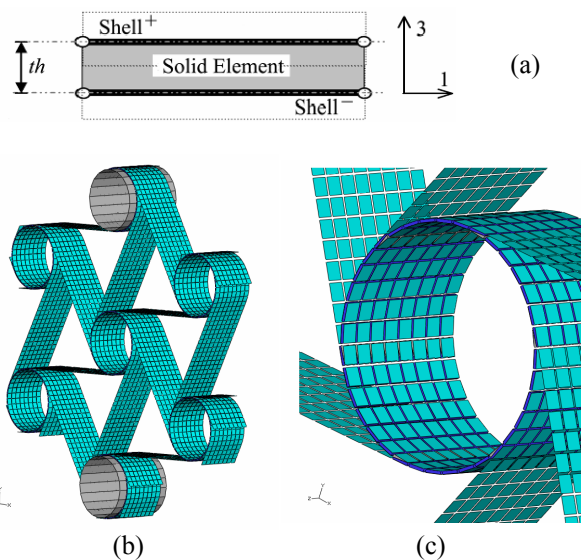 Shell⁺
3
th
Solid Element
(a)
1
Shell⁻
Y
Z X
X
(b)
(c)